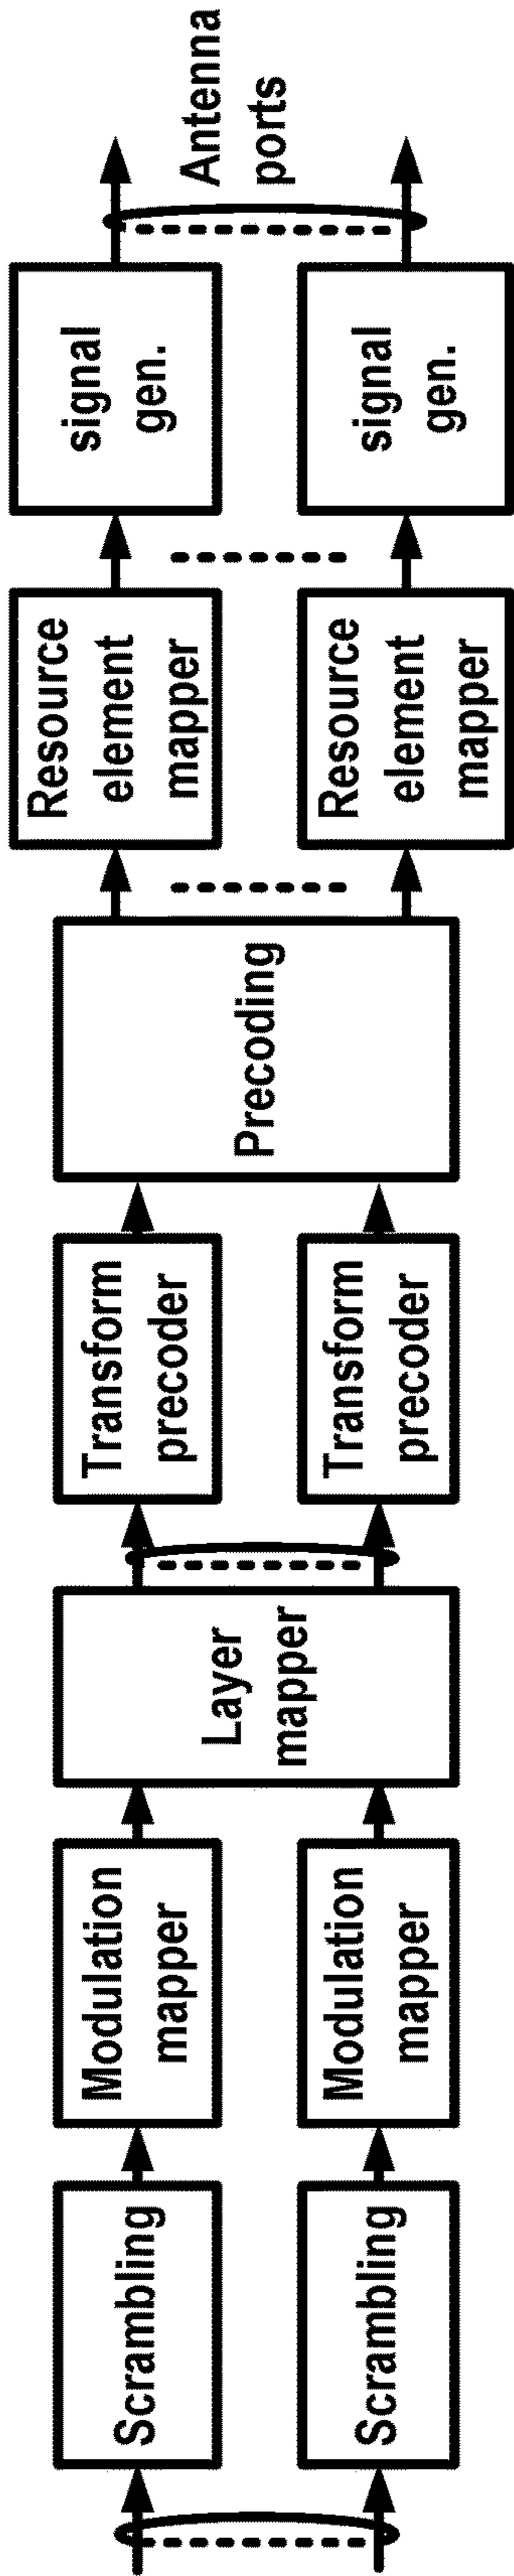 Scrambling
Scrambling
Modulation
mapper
Modulation
mapper
Layer
mapper
Transform
precoder
Transform
precoder
Precoding
Resource
element
mapper
Resource
element
mapper
signal
gen.
signal
gen.
Antenna
ports